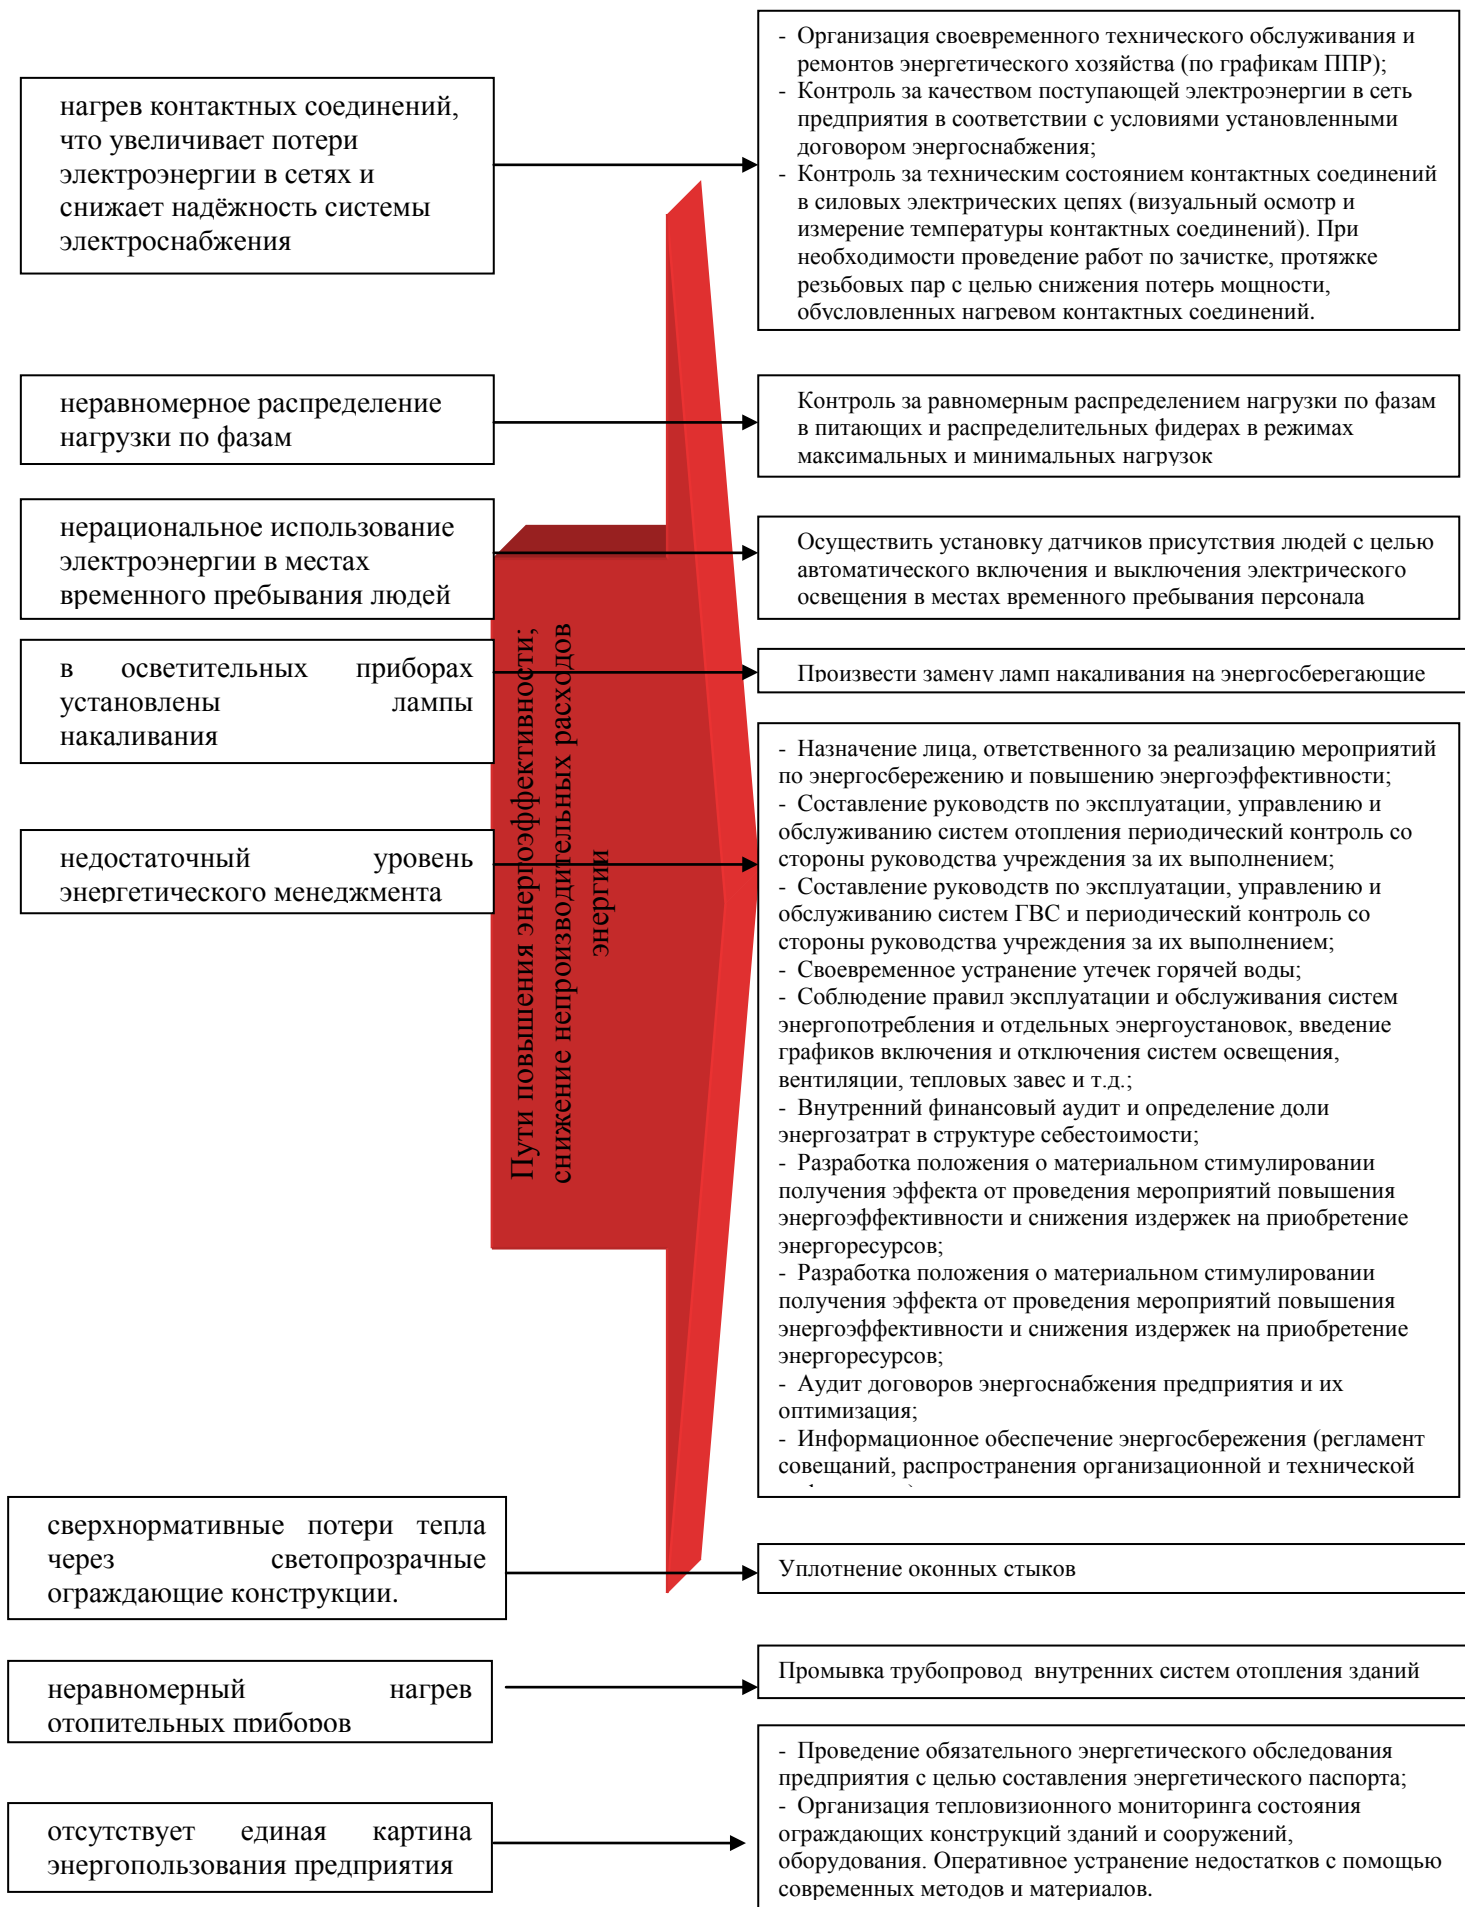 нагрев контактных соединений,
что увеличивает потери
электроэнергии в сетях и
снижает надёжность системы
электроснабжения
- Организация своевременного технического обслуживания и
ремонтов энергетического хозяйства (по графикам ППР);
- Контроль за качеством поступающей электроэнергии в сеть
предприятия в соответствии с условиями установленными
договором энергоснабжения;
- Контроль за техническим состоянием контактных соединений
в силовых электрических цепях (визуальный осмотр и
измерение температуры контактных соединений). При
необходимости проведение работ по зачистке, протяжке
резьбовых пар с целью снижения потерь мощности,
обусловленных нагревом контактных соединений.
неравномерное распределение
нагрузки по фазам
Контроль за равномерным распределением нагрузки по фазам
в питающих и распределительных фидерах в режимах
максимальных и минимальных нагрузок
нерациональное использование
электроэнергии в местах
временного пребывания людей
Осуществить установку датчиков присутствия людей с целью
автоматического включения и выключения электрического
освещения в местах временного пребывания персонала
в осветительных приборах
установлены лампы
накаливания
Произвести замену ламп накаливания на энергосберегающие
Пути повышения энергоэффективности;
снижение непроизводительных расходов
энергии
недостаточный уровень
энергетического менеджмента
- Назначение лица, ответственного за реализацию мероприятий
по энергосбережению и повышению энергоэффективности;
- Составление руководств по эксплуатации, управлению и
обслуживанию систем отопления периодический контроль со
стороны руководства учреждения за их выполнением;
- Составление руководств по эксплуатации, управлению и
обслуживанию систем ГВС и периодический контроль со
стороны руководства учреждения за их выполнением;
- Своевременное устранение утечек горячей воды;
- Соблюдение правил эксплуатации и обслуживания систем
энергопотребления и отдельных энергоустановок, введение
графиков включения и отключения систем освещения,
вентиляции, тепловых завес и т.д.;
- Внутренний финансовый аудит и определение доли
энергозатрат в структуре себестоимости;
- Разработка положения о материальном стимулировании
получения эффекта от проведения мероприятий повышения
энергоэффективности и снижения издержек на приобретение
энергоресурсов;
- Разработка положения о материальном стимулировании
получения эффекта от проведения мероприятий повышения
энергоэффективности и снижения издержек на приобретение
энергоресурсов;
- Аудит договоров энергоснабжения предприятия и их
оптимизация;
- Информационное обеспечение энергосбережения (регламент
совещаний, распространения организационной и технической
сверхнормативные потери тепла
через светопрозрачные
ограждающие конструкции.
Уплотнение оконных стыков
неравномерный нагрев
отопительных приборов
Промывка трубопровод внутренних систем отопления зданий
отсутствует единая картина
энергопользования предприятия
- Проведение обязательного энергетического обследования
предприятия с целью составления энергетического паспорта;
- Организация тепловизионного мониторинга состояния
ограждающих конструкций зданий и сооружений,
оборудования. Оперативное устранение недостатков с помощью
современных методов и материалов.